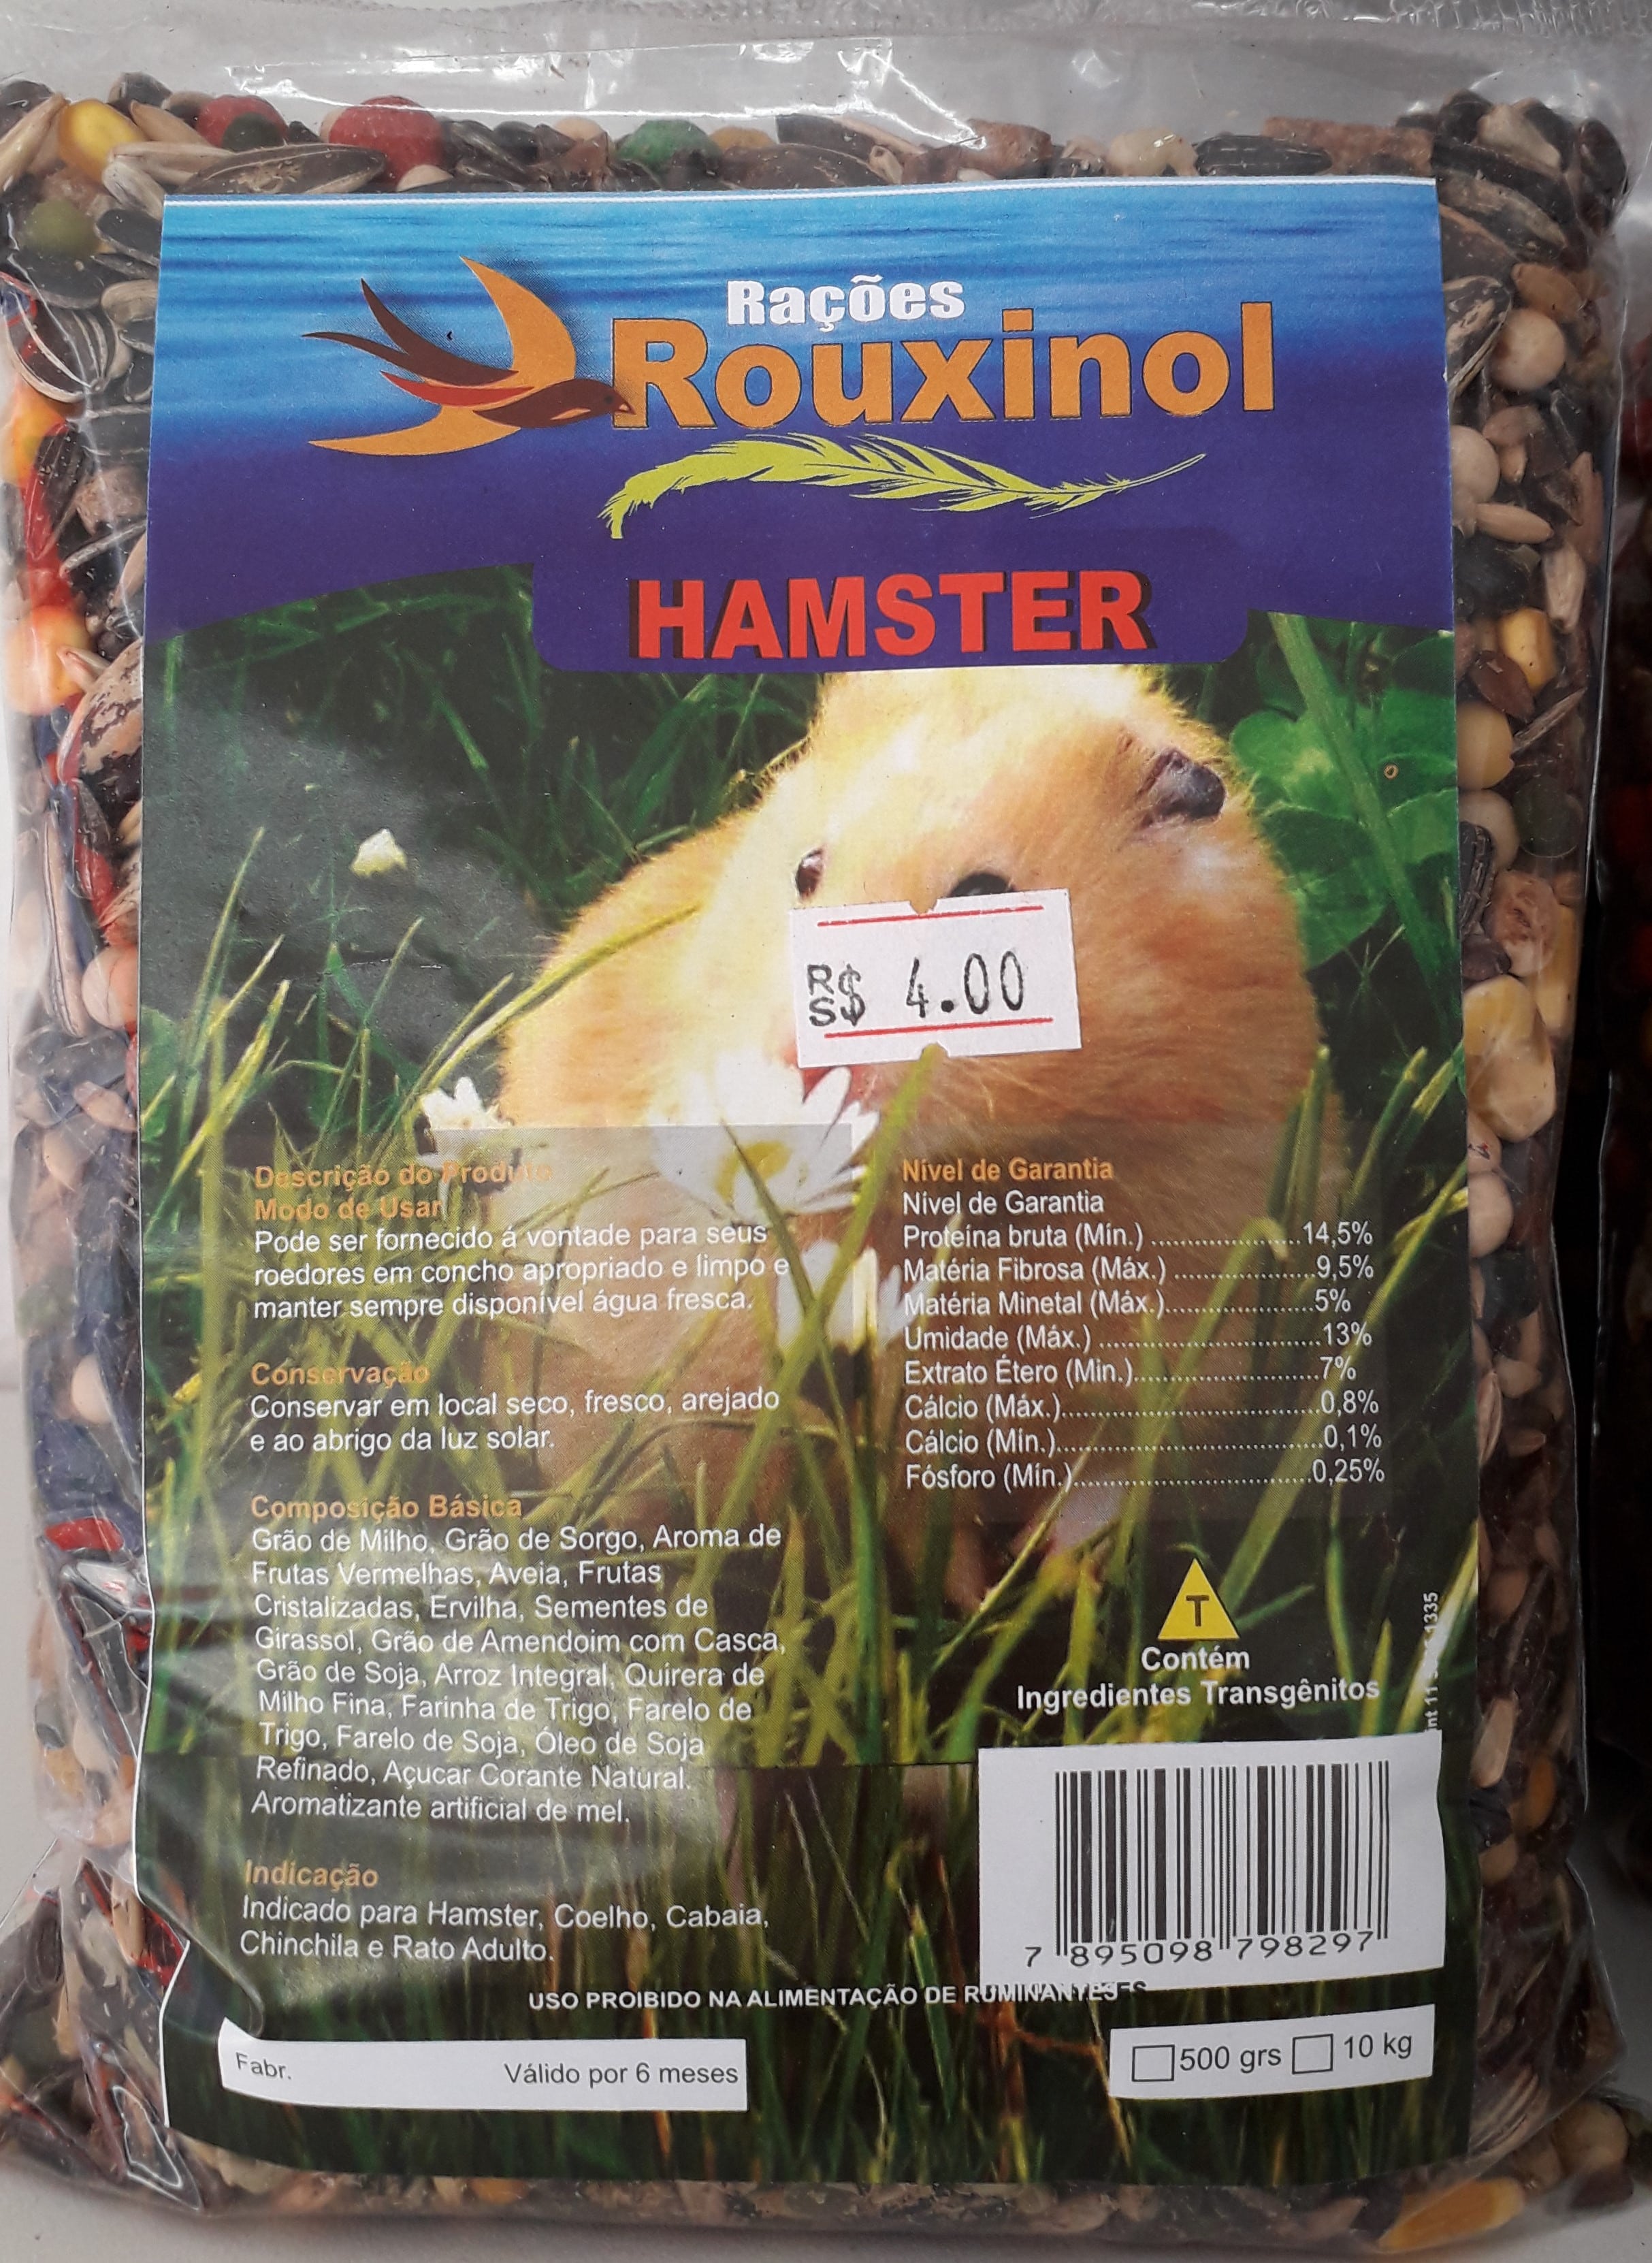 Rações
Rouxinol
HAMSTER
R$ 4.00
S
Descrição do Produto
Modo de Usar
Pode ser fornecido á vontade para seus
roedores em concho apropriado e limpo e
manter sempre disponível água fresca.
Conservação
Conservar em local seco, fresco, arejado
e ao abrigo da luz solar.
Composição Básica
Grão de Milho, Grão de Sorgo, Aroma de
Frutas Vermelhas, Aveia, Frutas
Cristalizadas, Ervilha, Sementes de
Girassol, Grão de Amendoim com Casca,
Grão de Soja, Arroz Integral, Quirera de
Milho Fina, Farinha de Trigo, Farelo de
Trigo, Farelo de Soja, Óleo de Soja
Refinado, Açucar Corante Natural.
Aromatizante artificial de mel.
Indicação
Indicado para Hamster, Coelho, Cabaia,
Chinchila e Rato Adulto.
Nível de Garantia
Nível de Garantia
Proteína bruta (Mín.) ..................... 14,5%
Matéria Fibrosa (Máx.) .................... 9,5%
Matéria Minetal (Máx.)..................... 5%
Umidade (Máx.) ............................... 13%
Extrato Étero (Min.).......................... 7%
Cálcio (Máx.)..................................... 0,8%
Cálcio (Mín.)...................................... 0,1%
Fósforo (Mín.).................................. 0,25%
T
Contém
Ingredientes Transgênitos
1335
7 895098 798297
USO PROIBIDO NA ALIMENTAÇÃO DE
Fabr. Válido por 6 meses
500 grs 10 kg